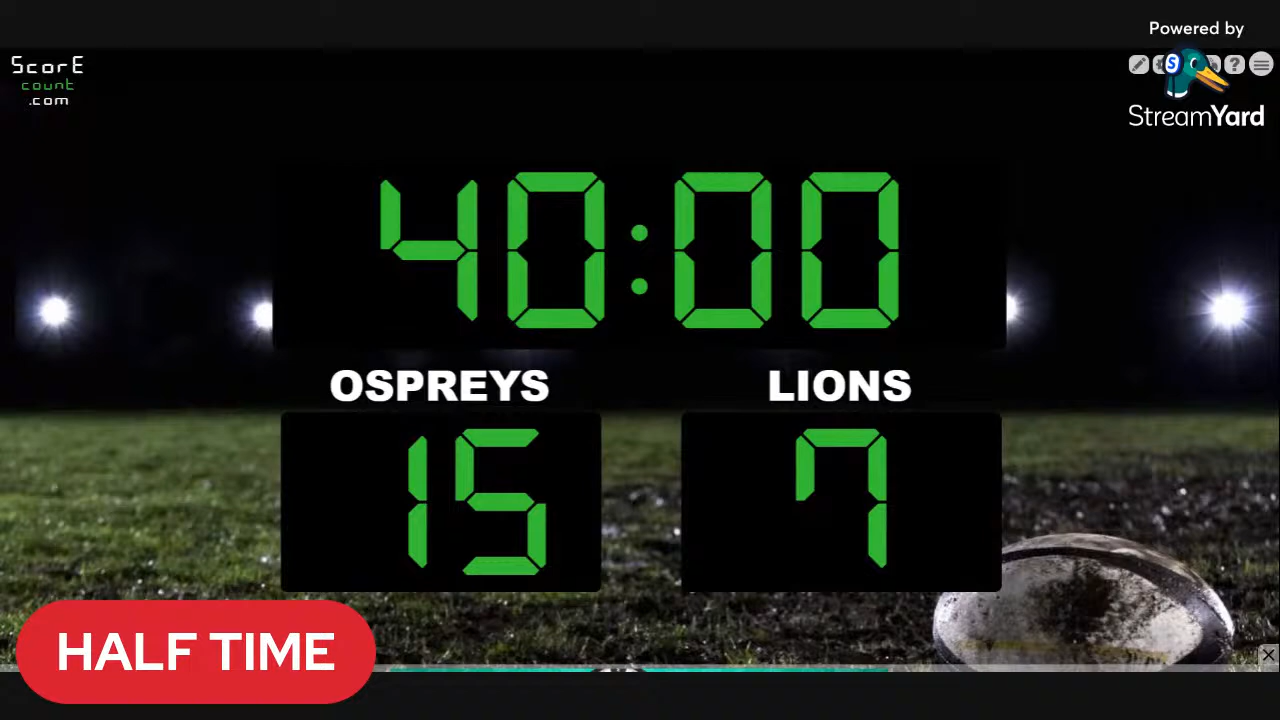 Powered by
ScorE
count
.com
StreamYard
40:00
OSPREYS
LIONS
15
7
HALF TIME